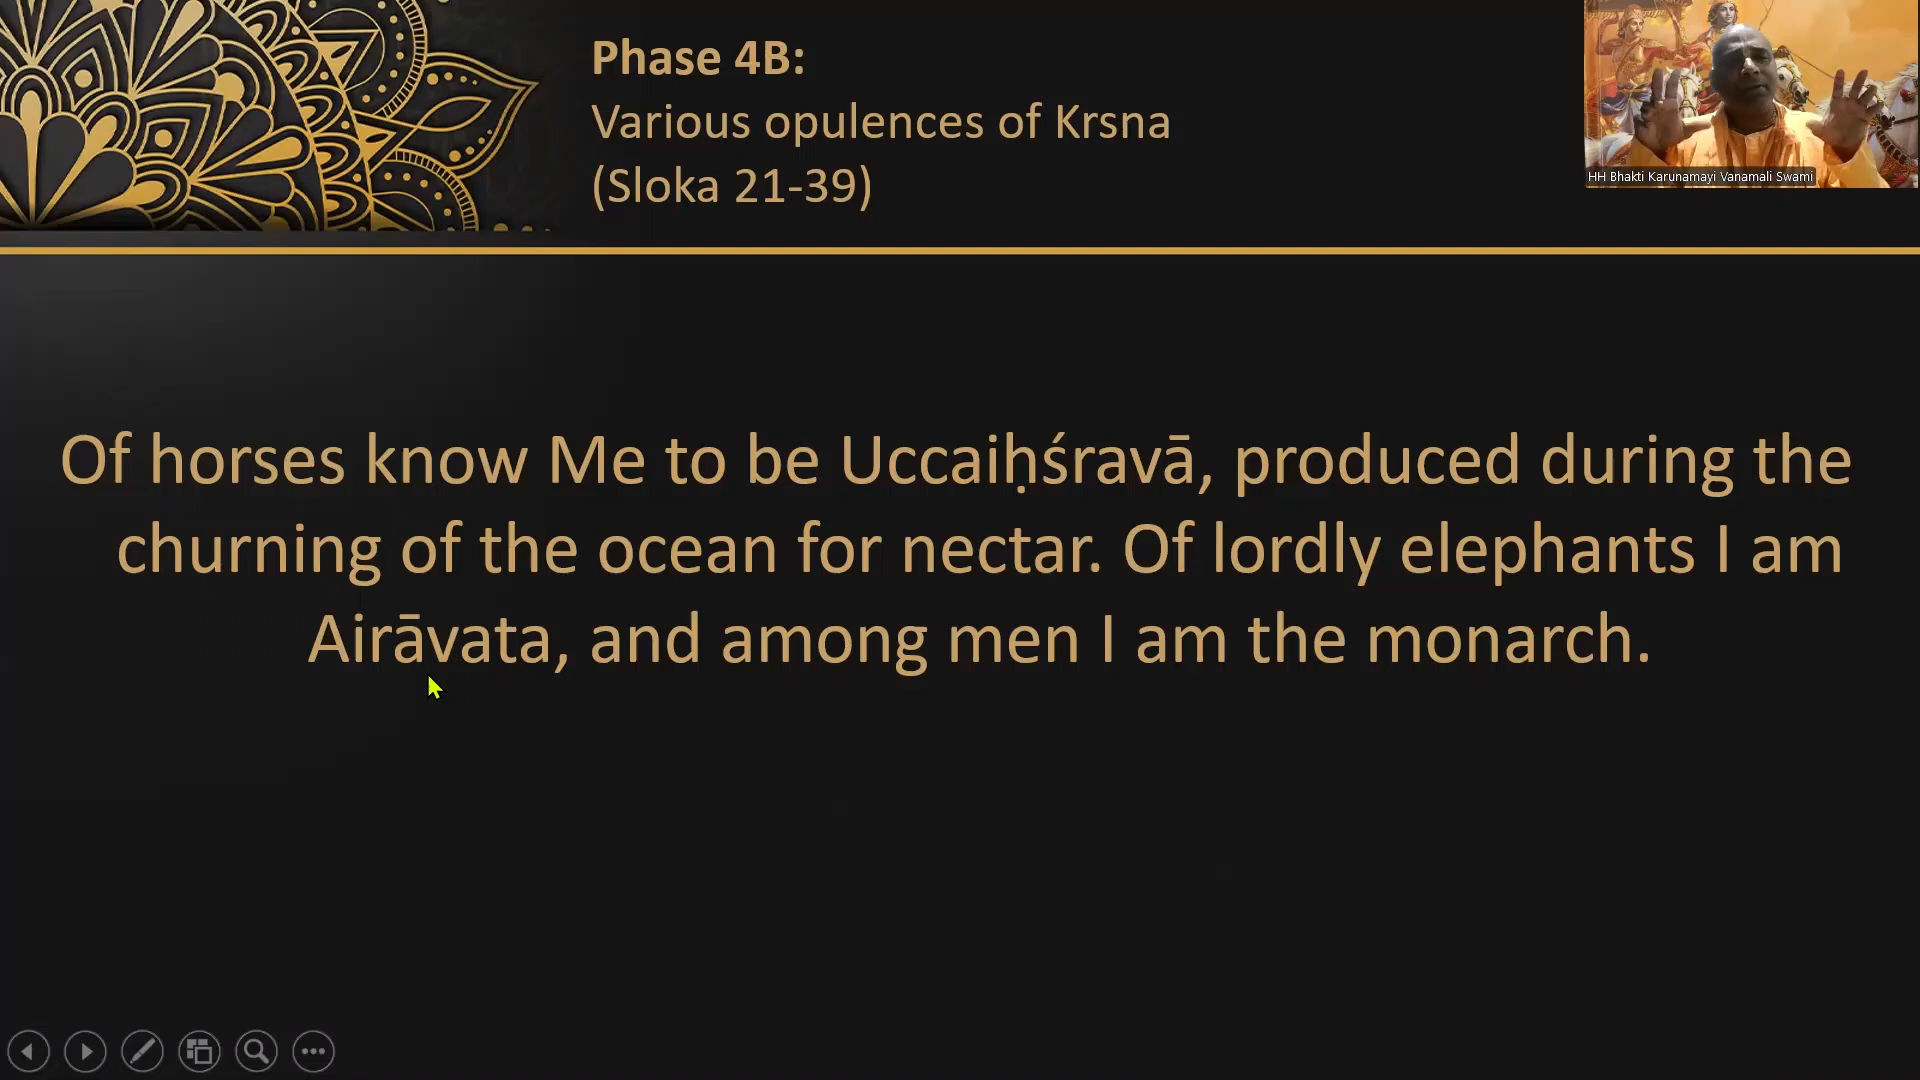 Phase 4B:
Various opulences of Krsna
(Sloka 21-39)
HH Bhakti Karunamayi Vanamali Swami
Of horses know Me to be Uccaiḥśravā, produced during the
churning of the ocean for nectar. Of lordly elephants I am
Airāvata, and among men I am the monarch.